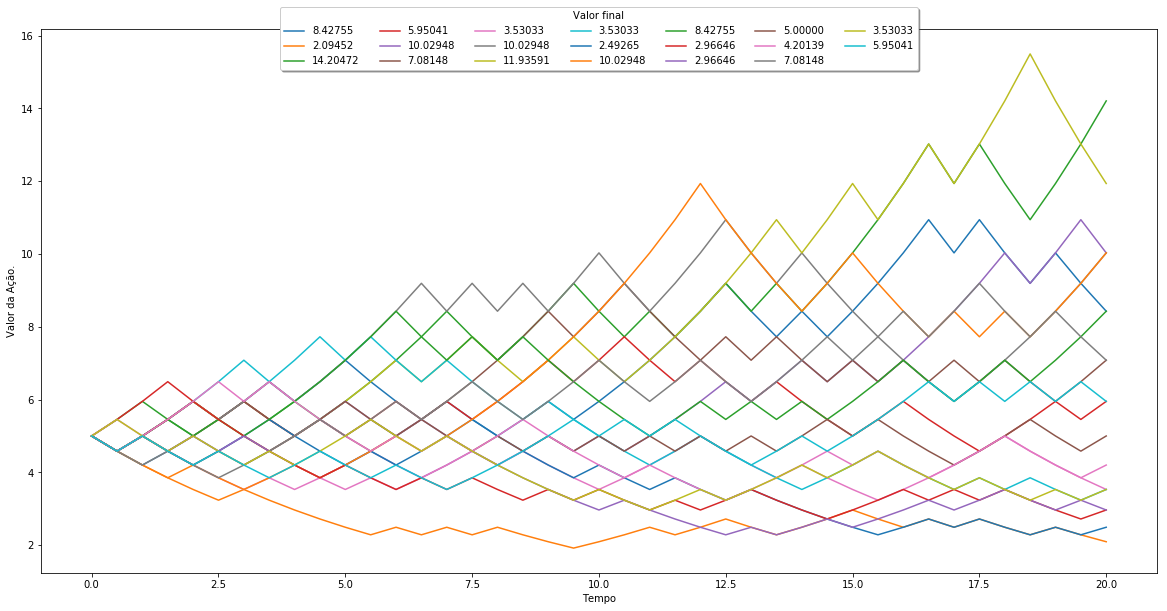 Valor final
8.42755 5.95041 3.53033 3.53033 8.42755 5.00000 3.53033
2.09452 10.02948 10.02948 2.49265 2.96646 4.20139 5.95041
14.20472 7.08148 11.93591 10.02948 2.96646 7.08148
16
14
12
10
8
6
4
2
Valor da Ação.
0.0 2.5 5.0 7.5 10.0 12.5 15.0 17.5 20.0
Tempo